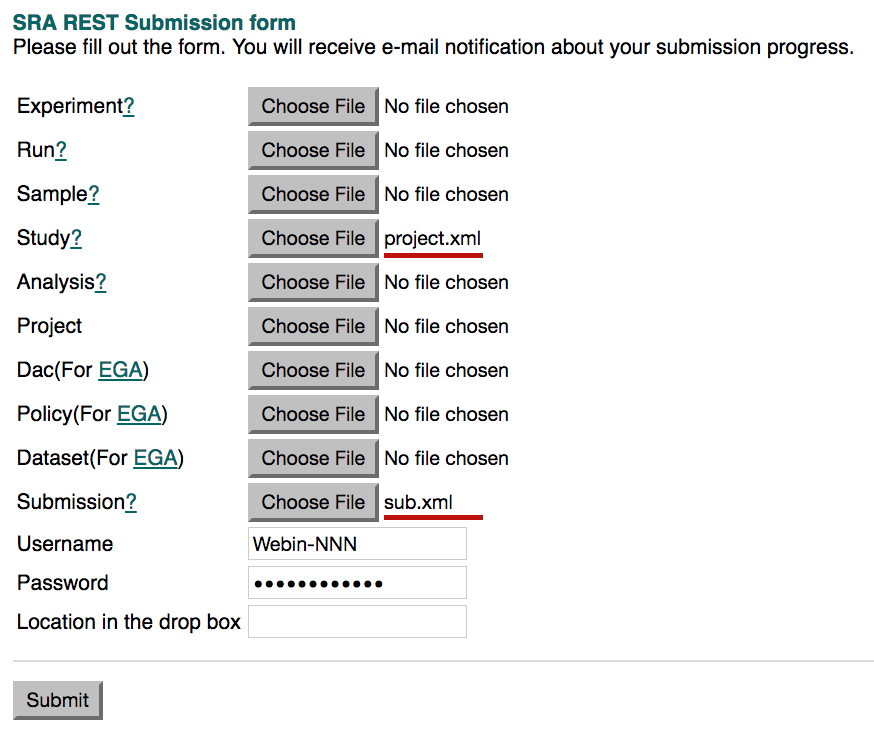 SRA REST Submission form
Please fill out the form. You will receive e-mail notification about your submission progress.
Experiment? Choose File No file chosen
Run? Choose File No file chosen
Sample? Choose File No file chosen
Study? Choose File project.xml
Analysis? Choose File No file chosen
Project Choose File No file chosen
Dac(For EGA) Choose File No file chosen
Policy(For EGA) Choose File No file chosen
Dataset(For EGA) Choose File No file chosen
Submission? Choose File sub.xml
Username Webin-NNN
Password ••••••••••••
Location in the drop box
Submit